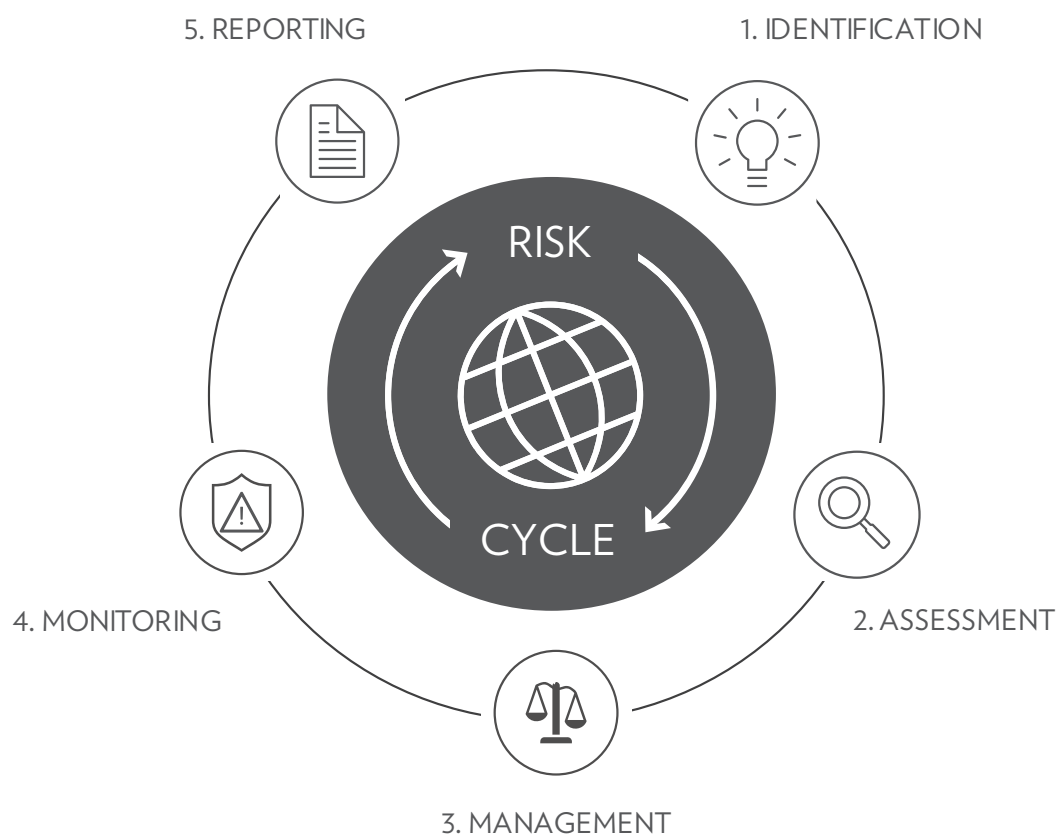 5. REPORTING
1. IDENTIFICATION
RISK
CYCLE
4. MONITORING
2. ASSESSMENT
3. MANAGEMENT